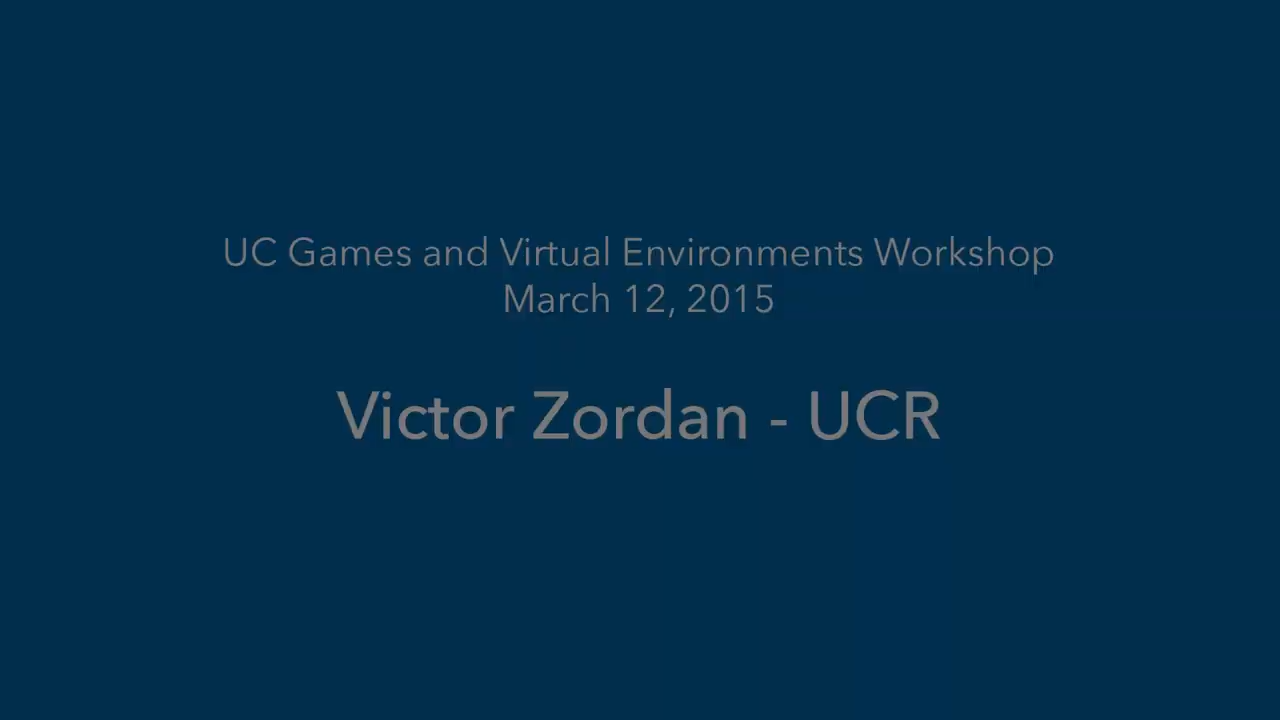 UC Games and Virtual Environments Workshop
March 12, 2015
Victor Zordan - UCR